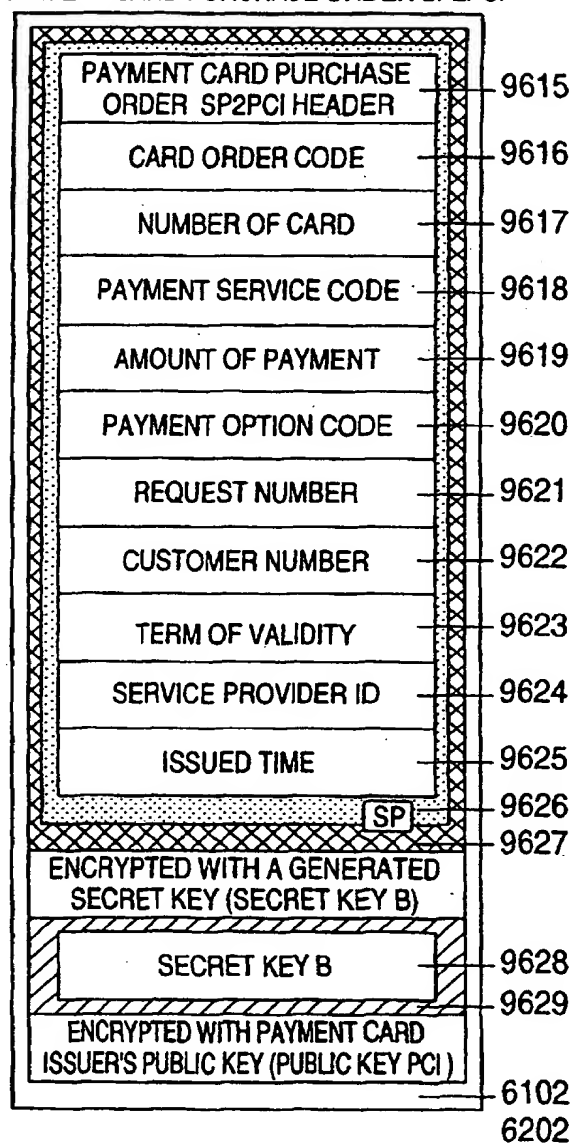 PAYMENT CARD PURCHASE
ORDER SP2PCI HEADER
9615
CARD ORDER CODE
9616
NUMBER OF CARD
9617
PAYMENT SERVICE CODE
9618
AMOUNT OF PAYMENT
9619
PAYMENT OPTION CODE
9620
REQUEST NUMBER
9621
CUSTOMER NUMBER
9622
TERM OF VALIDITY
9623
SERVICE PROVIDER ID
9624
ISSUED TIME
9625
SP
9626
9627
ENCRYPTED WITH A GENERATED
SECRET KEY (SECRET KEY B)
SECRET KEY B
9628
9629
ENCRYPTED WITH PAYMENT CARD
ISSUER'S PUBLIC KEY (PUBLIC KEY PCI )
6102
6202